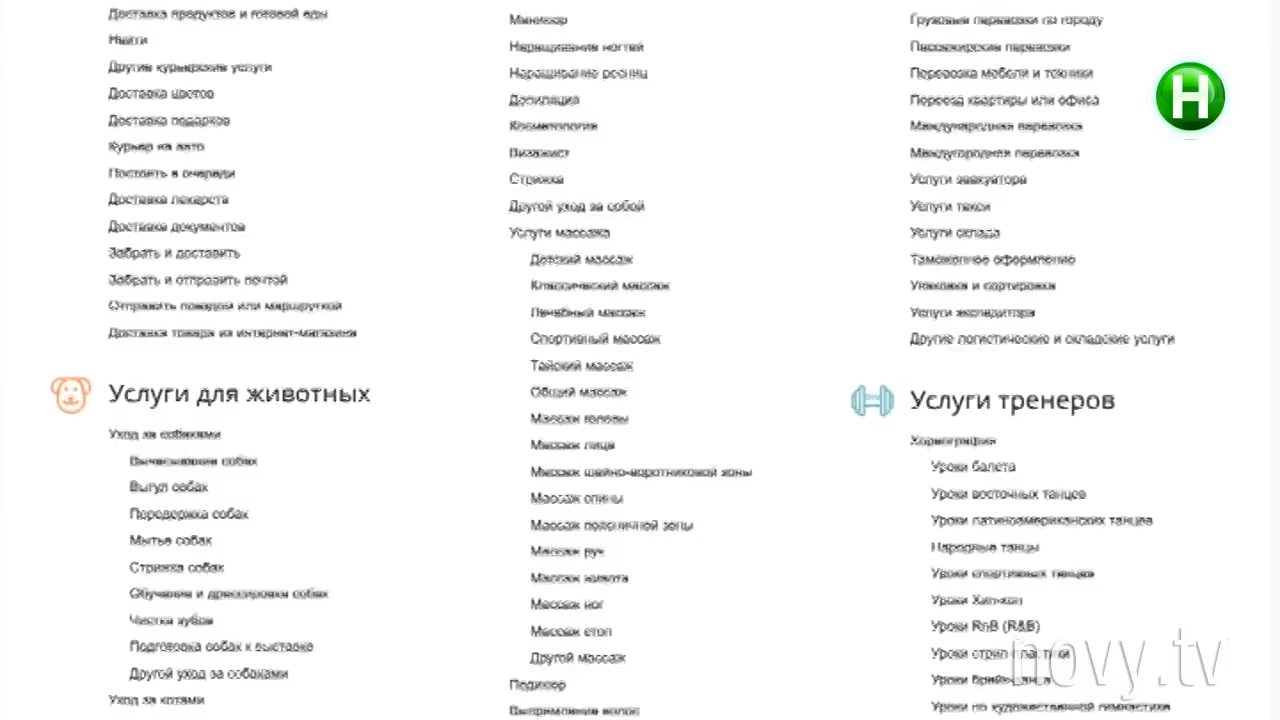 Доставка продуктов и готовой еды
Найти
Другие курьерские услуги
Доставка цветов
Доставка подарков
Курьер на авто
Постоять в очереди
Доставка лекарств
Доставка документов
Забрать и доставить
Забрать и отправить почтой
Отправить поездом или маршруткой
Доставка товара из интернет-магазина
Услуги для животных
Уход за собаками
Вычесывание собак
Выгул собак
Передержка собак
Мытье собак
Стрижка собак
Обучение и дрессировка собак
Чистка зубов
Подготовка собак к выставке
Другой уход за собаками
Уход за котами
Маникюр
Наращивание ногтей
Наращивание ресниц
Депиляция
Косметология
Визажист
Стрижка
Другой уход за собой
Услуги массажа
Детский массаж
Классический массаж
Лечебный массаж
Спортивный массаж
Тайский массаж
Общий массаж
Массаж головы
Массаж лица
Массаж шейно-воротниковой зоны
Массаж спины
Массаж поясничной зоны
Массаж рук
Массаж живота
Массаж ног
Массаж стоп
Другой массаж
Педикюр
Выпрямление волос
Грузовые перевозки по городу
Пассажирские перевозки
Перевозка мебели и техники
Переезд квартиры или офиса
Международная перевозка
Междугородняя перевозка
Услуги эвакуатора
Услуги такси
Услуги склада
Таможенное оформление
Упаковка и сортировка
Услуги экспедитора
Другие логистические и складские услуги
Услуги тренеров
Хореография
Уроки балета
Уроки восточных танцев
Уроки латиноамериканских танцев
Народные танцы
Уроки спортивных танцев
Уроки Хип-хоп
Уроки RnB (R&B)
Уроки стрип-пластики
Уроки брейк-данса
Уроки по художественной гимнастике
Н
novy.tv